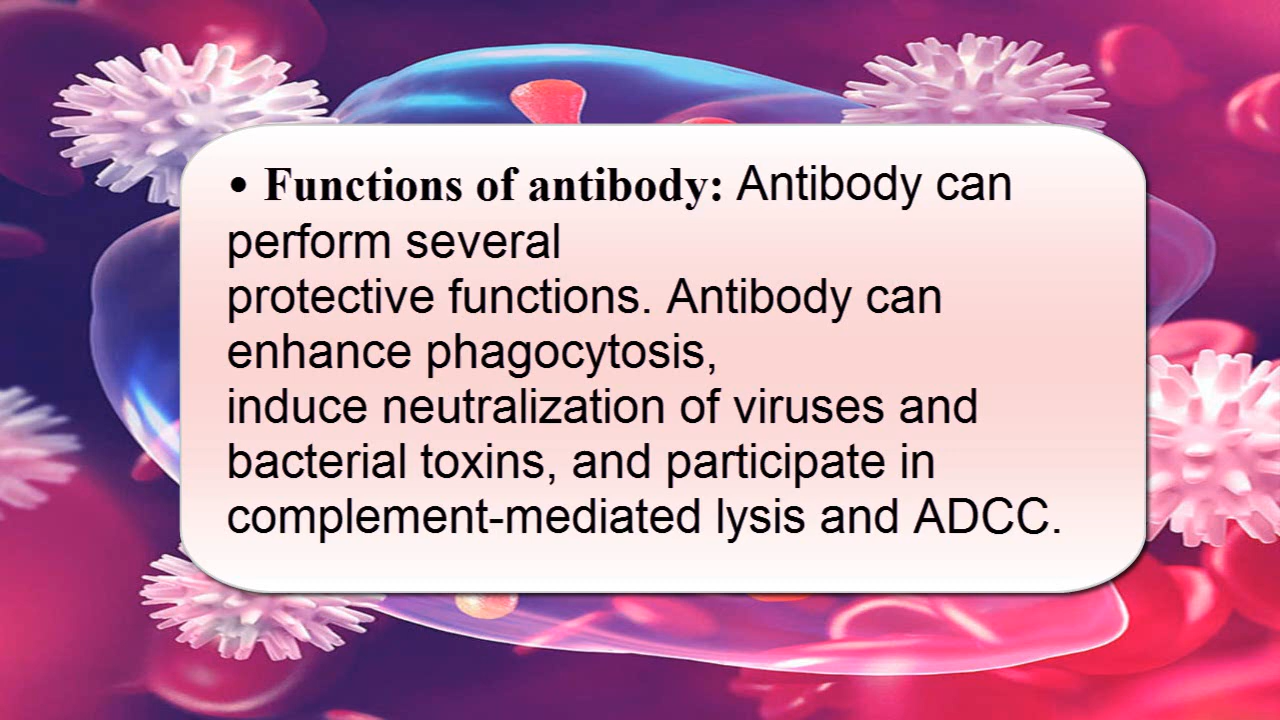 • Functions of antibody: Antibody can
perform several
protective functions. Antibody can
enhance phagocytosis,
induce neutralization of viruses and
bacterial toxins, and participate in
complement-mediated lysis and ADCC.